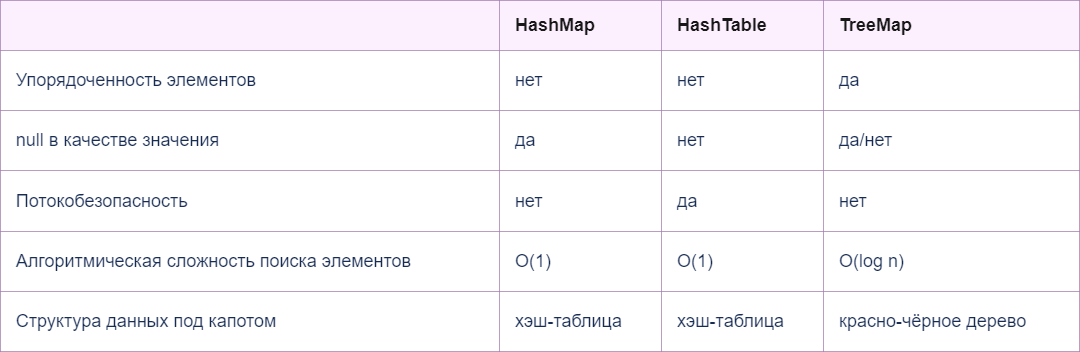 HashMap HashTable TreeMap
Упорядоченность элементов нет нет да
null в качестве значения да нет да/нет
Потокобезопасность нет да нет
Алгоритмическая сложность поиска элементов O(1) O(1) O(log n)
Структура данных под капотом хэш-таблица хэш-таблица красно-чёрное дерево